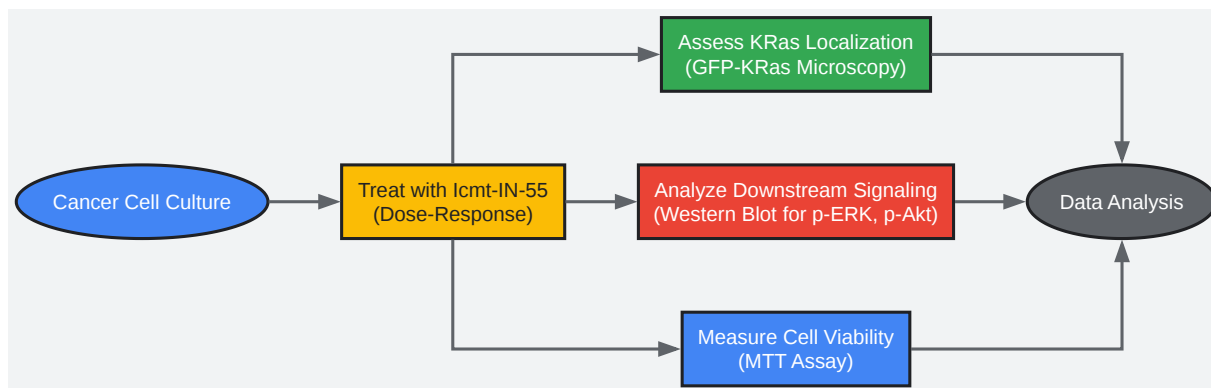 Cancer Cell Culture
Treat with Icmt-IN-55
(Dose-Response)
Assess KRas Localization
(GFP-KRas Microscopy)
Analyze Downstream Signaling
(Western Blot for p-ERK, p-Akt)
Measure Cell Viability
(MTT Assay)
Data Analysis